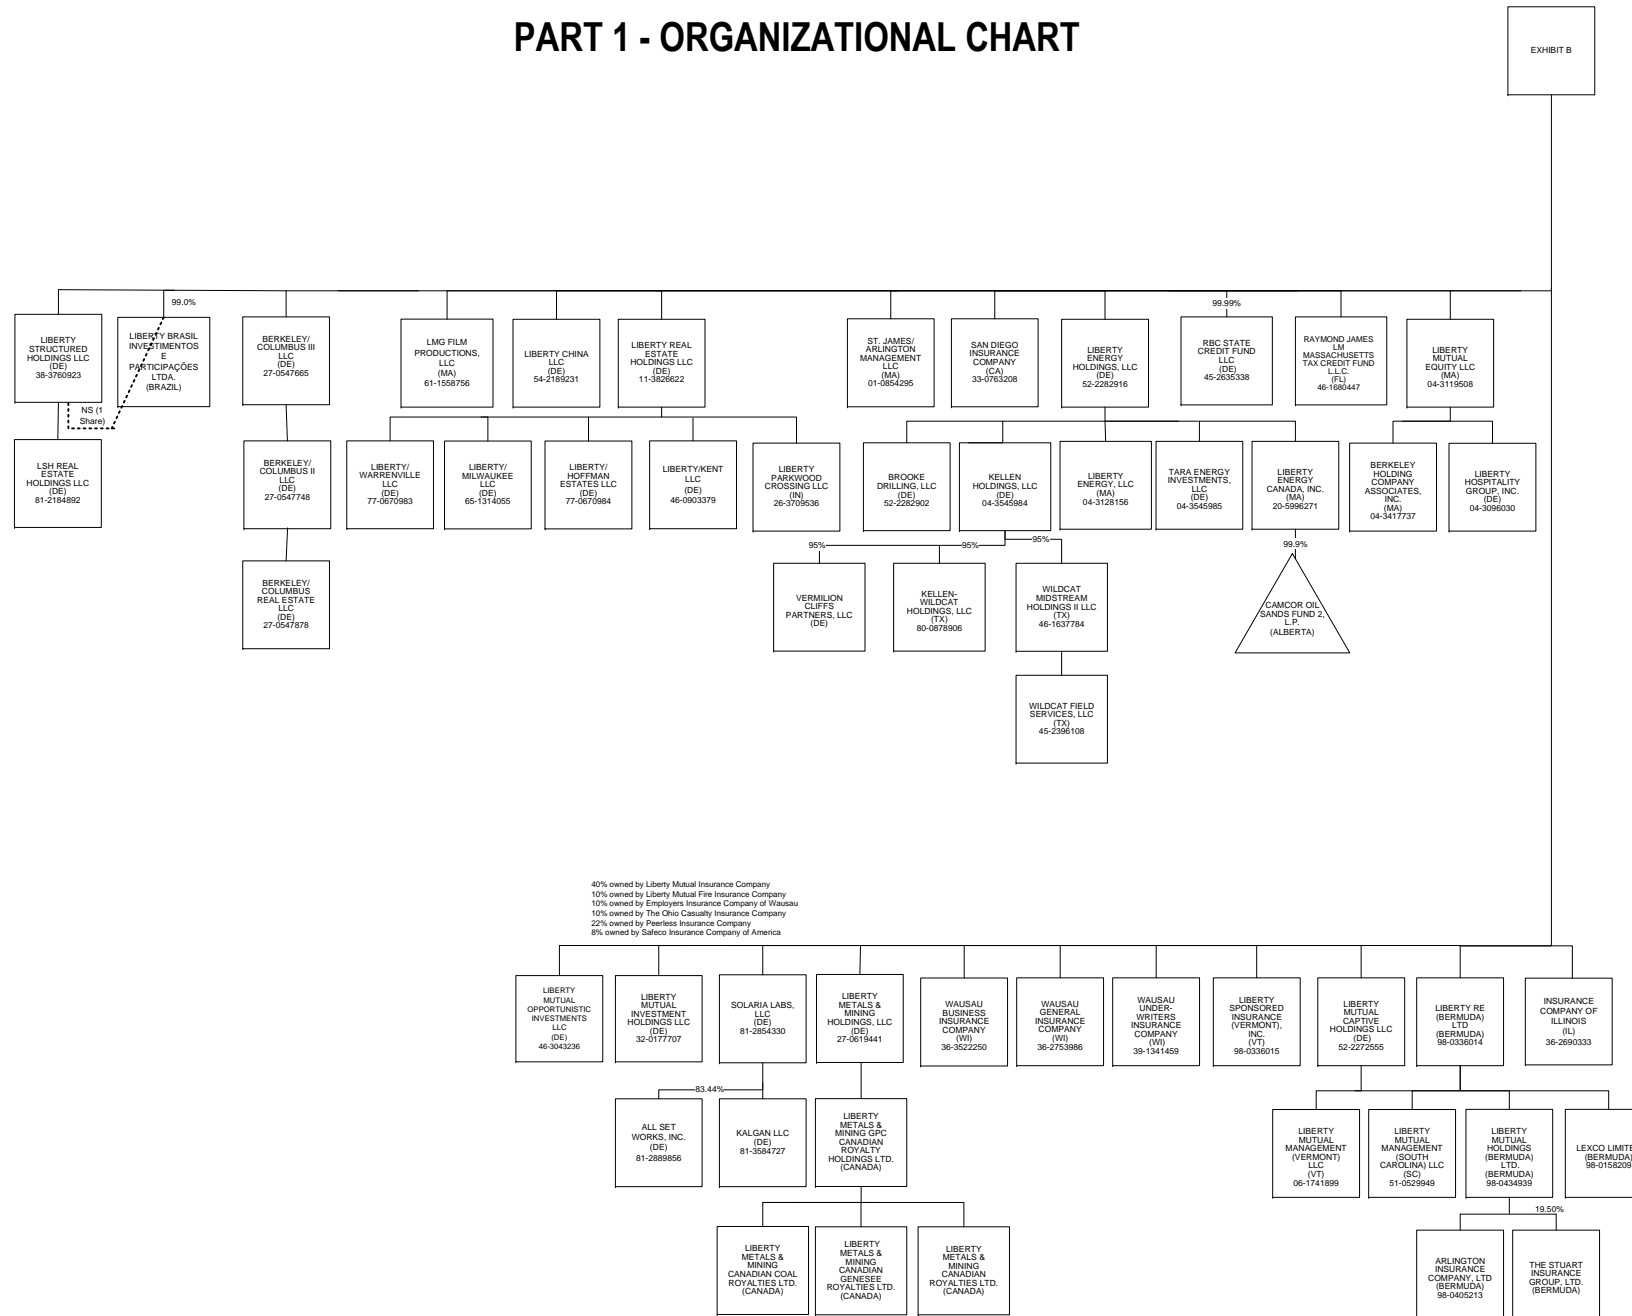 PART 1 - ORGANIZATIONAL CHART
EXHIBIT B
99.0%
99.99%
LIBERTY
STRUCTURED
HOLDINGS LLC
(DE)
38-3760923
LIBERTY BRASIL
INVESTIMENTOS
E
PARTICIPAÇÕES
LTDA.
(BRAZIL)
BERKELEY/
COLUMBUS III
LLC
(DE)
27-0547665
LMG FILM
PRODUCTIONS,
LLC
(MA)
61-1558756
LIBERTY CHINA
LLC
(DE)
54-2189231
LIBERTY REAL
ESTATE
HOLDINGS LLC
(DE)
11-3826622
ST. JAMES/
ARLINGTON
MANAGEMENT
LLC
(MA)
01-0854295
SAN DIEGO
INSURANCE
COMPANY
(CA)
33-0763208
LIBERTY
ENERGY
HOLDINGS, LLC
(DE)
52-2282916
RBC STATE
CREDIT FUND
LLC
(DE)
45-2635338
RAYMOND JAMES
LM
MASSACHUSETTS
TAX CREDIT FUND
L.L.C.
(FL)
46-1680447
LIBERTY
MUTUAL
EQUITY LLC
(MA)
04-3119508
NS (1
Share)
LSH REAL
ESTATE
HOLDINGS LLC
(DE)
81-2184892
BERKELEY/
COLUMBUS II
LLC
(DE)
27-0547748
LIBERTY/
WARRENVILLE
LLC
(DE)
77-0670983
LIBERTY/
MILWAUKEE
LLC
(DE)
65-1314055
LIBERTY/
HOFFMAN
ESTATES LLC
(DE)
77-0670984
LIBERTY/KENT
LLC
(DE)
46-0903379
LIBERTY
PARKWOOD
CROSSING LLC
(IN)
26-3709536
BROOKE
DRILLING, LLC
(DE)
52-2282902
KELLEN
HOLDINGS, LLC
(DE)
04-3545984
LIBERTY
ENERGY, LLC
(MA)
04-3128156
TARA ENERGY
INVESTMENTS,
LLC
(DE)
04-3545985
LIBERTY
ENERGY
CANADA, INC.
(MA)
20-5996271
BERKELEY
HOLDING
COMPANY
ASSOCIATES,
INC.
(MA)
04-3417737
LIBERTY
HOSPITALITY
GROUP, INC.
(DE)
04-3096030
95%
95%
95%
99.9%
BERKELEY/
COLUMBUS
REAL ESTATE
LLC
(DE)
27-0547878
VERMILION
CLIFFS
PARTNERS, LLC
(DE)
KELLEN-
WILDCAT
HOLDINGS, LLC
(TX)
80-0878906
WILDCAT
MIDSTREAM
HOLDINGS II LLC
(TX)
46-1637784
CAMCOR OIL
SANDS FUND 2,
L.P.
(ALBERTA)
WILDCAT FIELD
SERVICES, LLC
(TX)
45-2396108
40% owned by Liberty Mutual Insurance Company
10% owned by Liberty Mutual Fire Insurance Company
10% owned by Employers Insurance Company of Wausau
10% owned by The Ohio Casualty Insurance Company
22% owned by Peerless Insurance Company
8% owned by Safeco Insurance Company of America
LIBERTY
MUTUAL
OPPORTUNISTIC
INVESTMENTS
LLC
(DE)
46-3043236
LIBERTY
MUTUAL
INVESTMENT
HOLDINGS LLC
(DE)
32-0177707
SOLARIA LABS,
LLC
(DE)
81-2854330
LIBERTY
METALS &
MINING
HOLDINGS, LLC
(DE)
27-0619441
WAUSAU
BUSINESS
INSURANCE
COMPANY
(WI)
36-3522250
WAUSAU
GENERAL
INSURANCE
COMPANY
(WI)
36-2753986
WAUSAU
UNDER-
WRITERS
INSURANCE
COMPANY
(WI)
39-1341459
LIBERTY
SPONSORED
INSURANCE
(VERMONT),
INC.
(VT)
98-0336015
LIBERTY
MUTUAL
CAPTIVE
HOLDINGS LLC
(DE)
52-2272555
LIBERTY RE
(BERMUDA)
LTD
(BERMUDA)
98-0336014
INSURANCE
COMPANY OF
ILLINOIS
(IL)
36-2690333
83.44%
ALL SET
WORKS, INC.
(DE)
81-2889856
KALGAN LLC
(DE)
81-3584727
LIBERTY
METALS &
MINING GPC
CANADIAN
ROYALTY
HOLDINGS LTD.
(CANADA)
LIBERTY
MUTUAL
MANAGEMENT
(VERMONT)
LLC
(VT)
06-1741899
LIBERTY
MUTUAL
MANAGEMENT
(SOUTH
CAROLINA) LLC
(SC)
51-0529949
LIBERTY
MUTUAL
HOLDINGS
(BERMUDA)
LTD.
(BERMUDA)
98-0434939
LEXCO LIMITE
(BERMUDA)
98-0158209
19.50%
LIBERTY
METALS &
MINING
CANADIAN COAL
ROYALTIES LTD.
(CANADA)
LIBERTY
METALS &
MINING
CANADIAN
GENESEE
ROYALTIES LTD.
(CANADA)
LIBERTY
METALS &
MINING
CANADIAN
ROYALTIES LTD.
(CANADA)
ARLINGTON
INSURANCE
COMPANY, LTD
(BERMUDA)
98-0405213
THE STUART
INSURANCE
GROUP, LTD.
(BERMUDA)